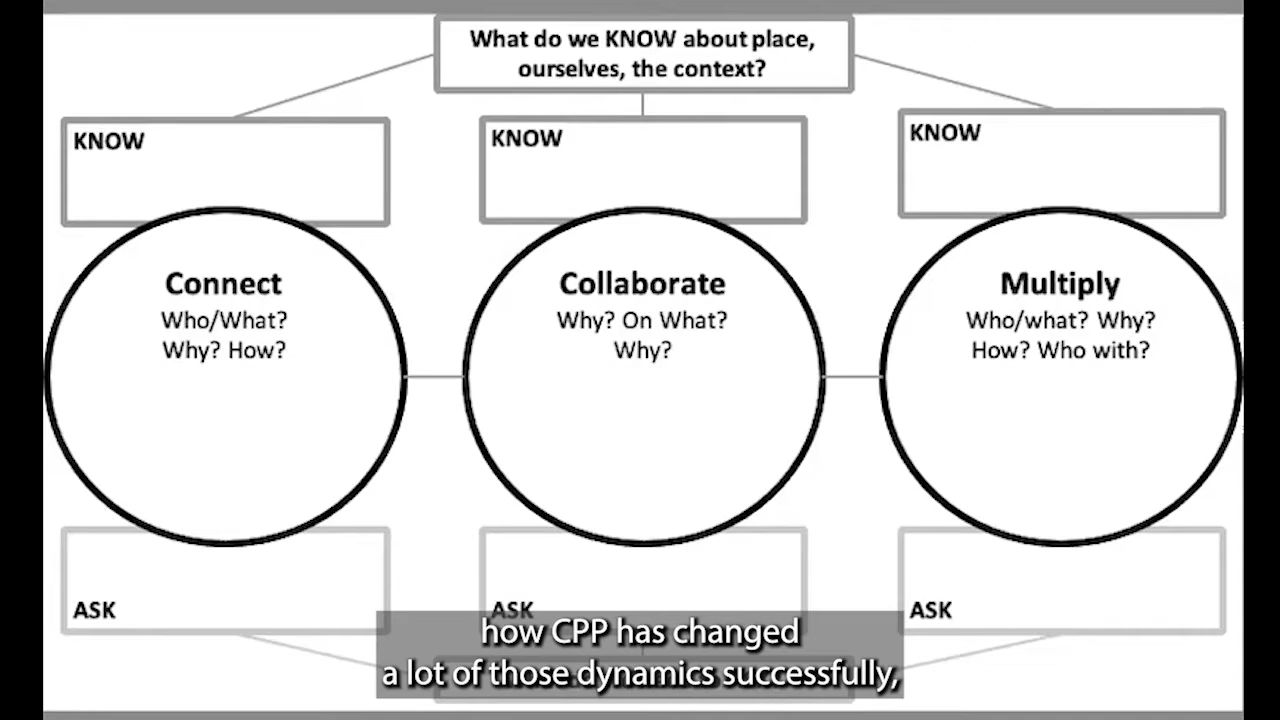 What do we KNOW about place,
ourselves, the context?
KNOW
KNOW
KNOW
Connect
Who/What?
Why? How?
Collaborate
Why? On What?
Why?
Multiply
Who/what? Why?
How? Who with?
ASK
ASK
ASK
how CPP has changed
a lot of those dynamics successfully,